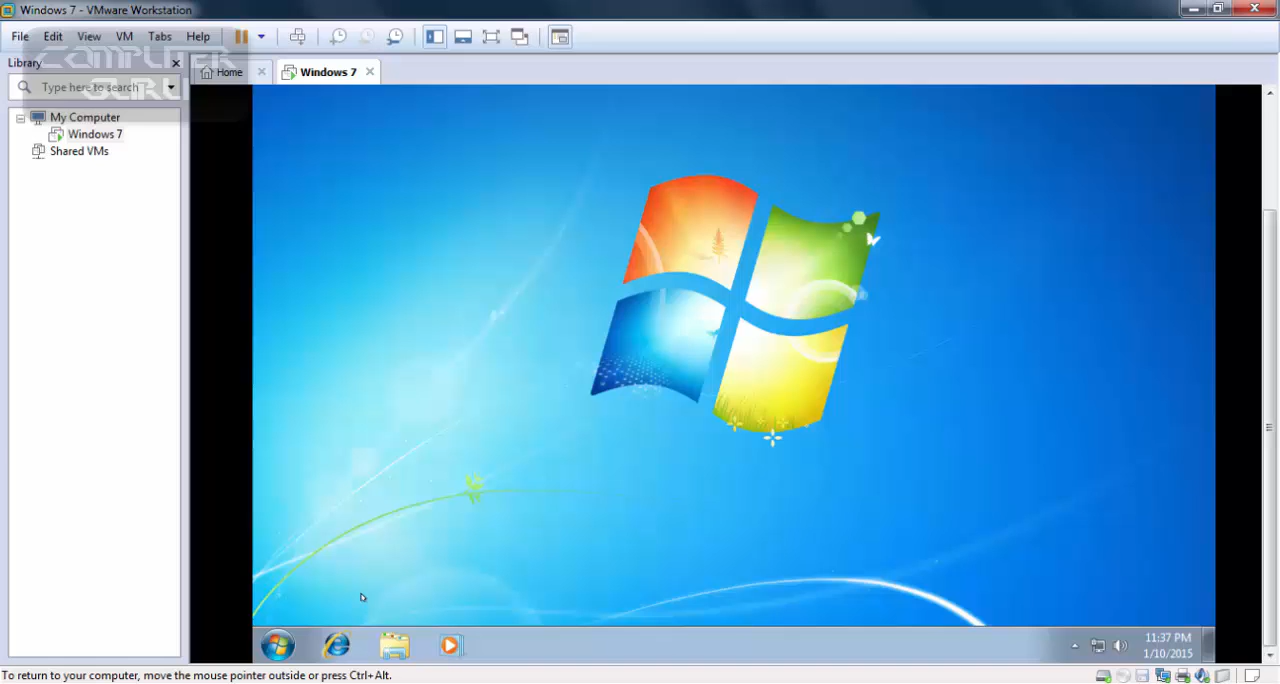 Windows 7 - VMware Workstation
File Edit View VM Tabs Help
COMPUTER
GURU
Library
Home
Windows 7
Type here to search
My Computer
Windows 7
Shared VMs
11:37 PM
1/10/2015
To return to your computer, move the mouse pointer outside or press Ctrl+Alt.